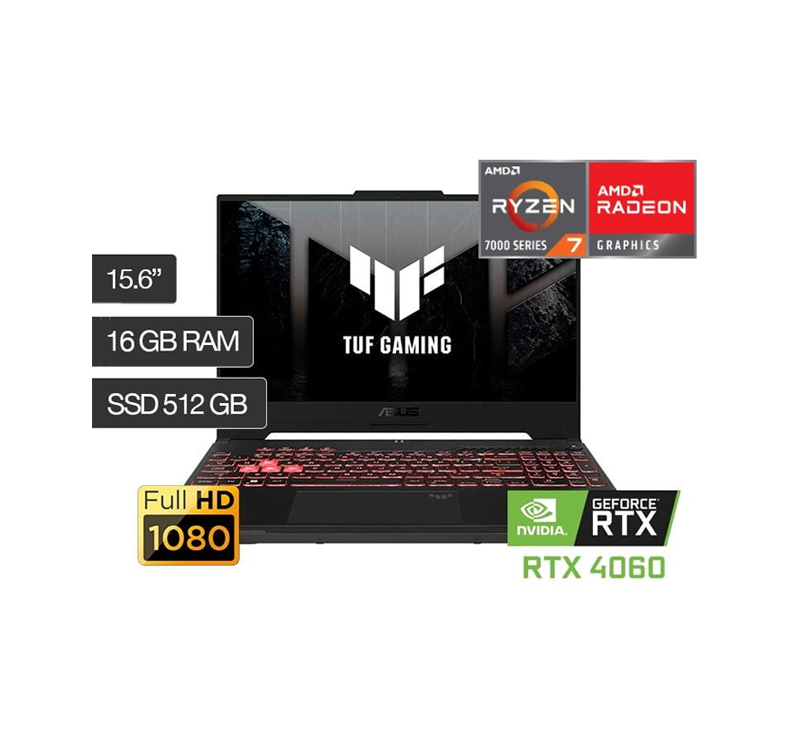 AMD
RYZEN
7000 SERIES 7
AMD
RADEON
GRAPHICS
15.6”
16 GB RAM
SSD 512 GB
TUF GAMING
ASUS
Full HD
1080
NVIDIA.
GEFORCE
RTX
RTX 4060